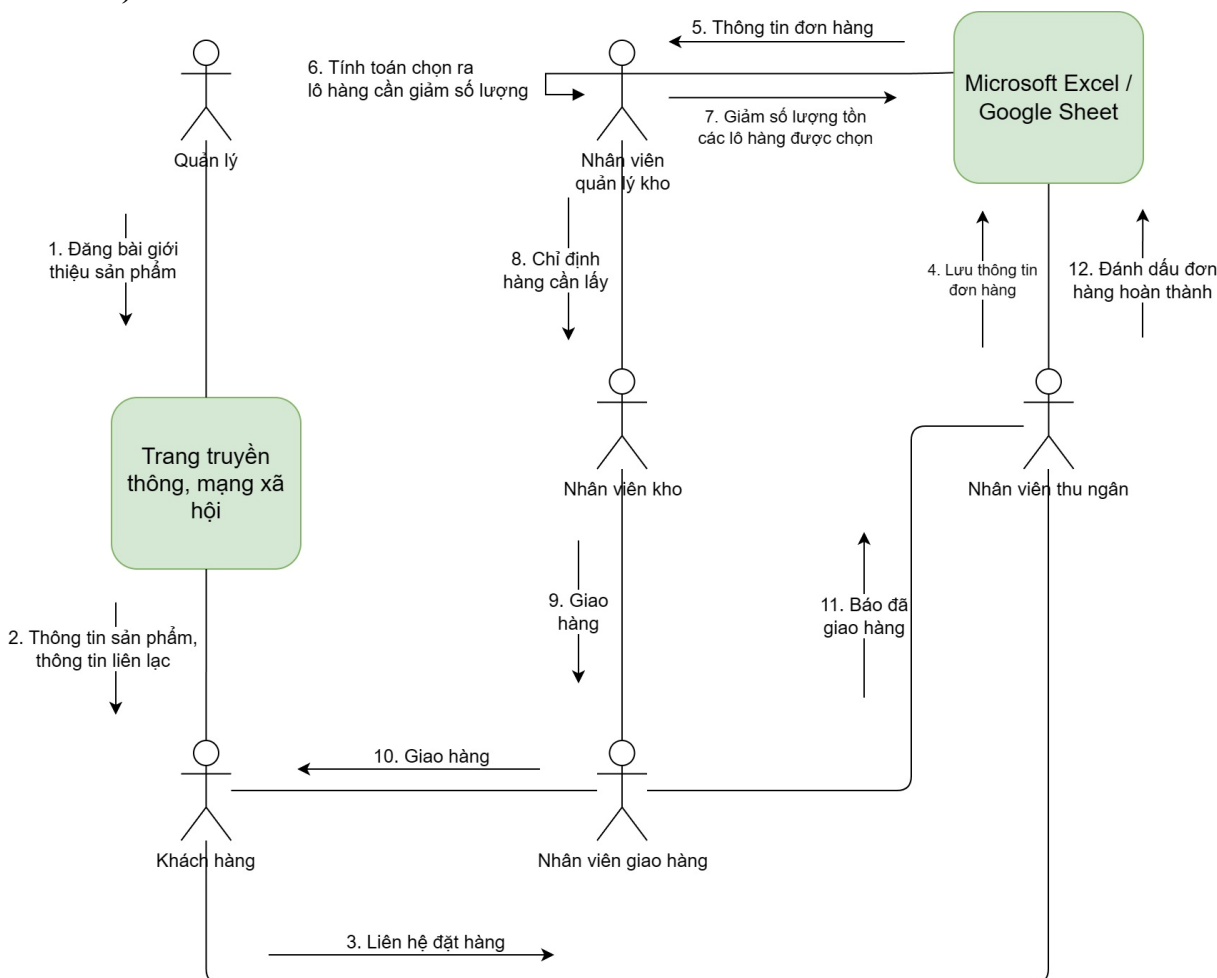 5. Thông tin đơn hàng
6. Tính toán chọn ra
lô hàng cần giảm số lượng
Microsoft Excel /
Google Sheet
7. Giảm số lượng tồn
các lô hàng được chọn
Quản lý
Nhân viên
quản lý kho
1. Đăng bài giới
thiệu sản phẩm
8. Chỉ định
hàng cần lấy
4. Lưu thông tin
đơn hàng
12. Đánh dấu đơn
hàng hoàn thành
Trang truyền
thông, mạng xã
hội
Nhân viên kho
Nhân viên thu ngân
9. Giao
hàng
11. Báo đã
giao hàng
2. Thông tin sản phẩm,
thông tin liên lạc
10. Giao hàng
Khách hàng
Nhân viên giao hàng
3. Liên hệ đặt hàng